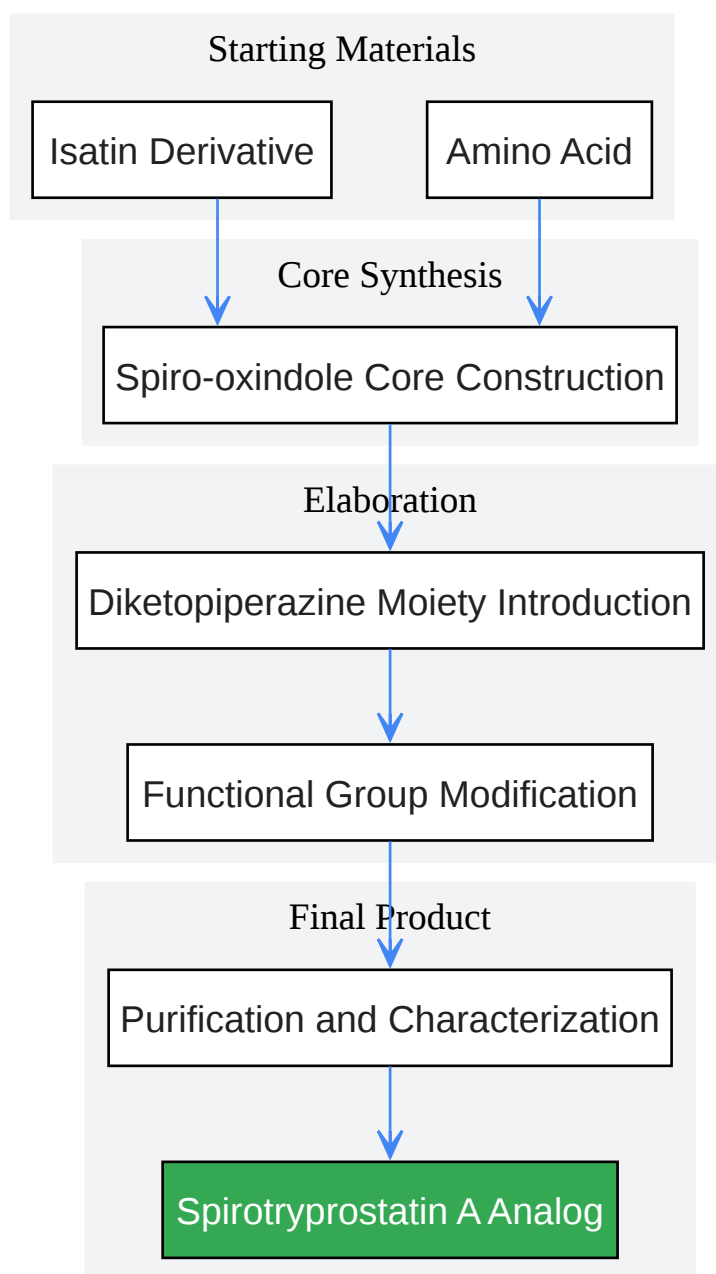 Starting Materials
Isatin Derivative
Amino Acid
Core Synthesis
Spiro-oxindole Core Construction
Elaboration
Diketopiperazine Moiety Introduction
Functional Group Modification
Final Product
Purification and Characterization
Spirotryprostatin A Analog